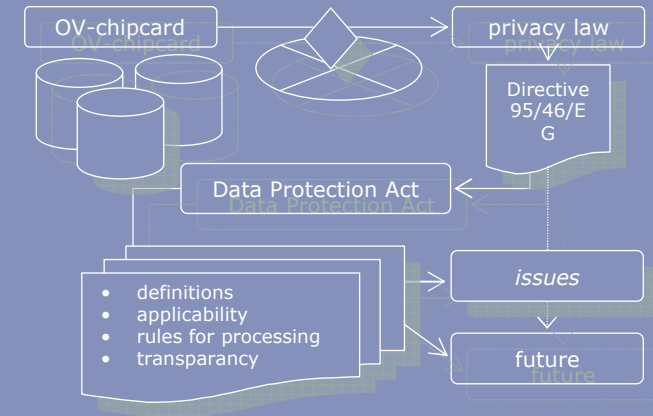 OV-chipcard
privacy law
Directive
95/46/E
G
Data Protection Act
issues
• definitions
• applicability
• rules for processing
• transparancy
future